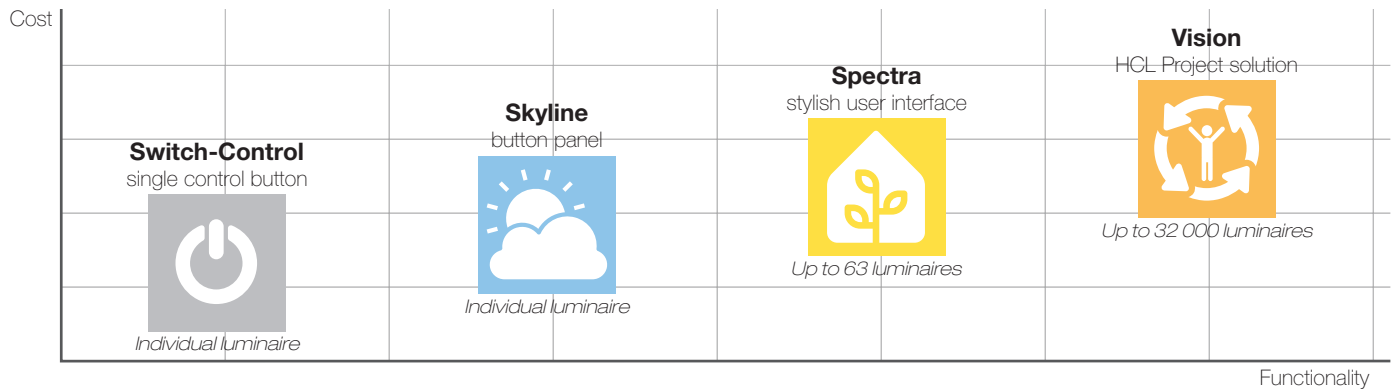 Cost
Switch-Control
single control button
Individual luminaire
Skyline
button panel
Individual luminaire
Spectra
stylish user interface
Up to 63 luminaires
Vision
HCL Project solution
Up to 32 000 luminaires
Functionality